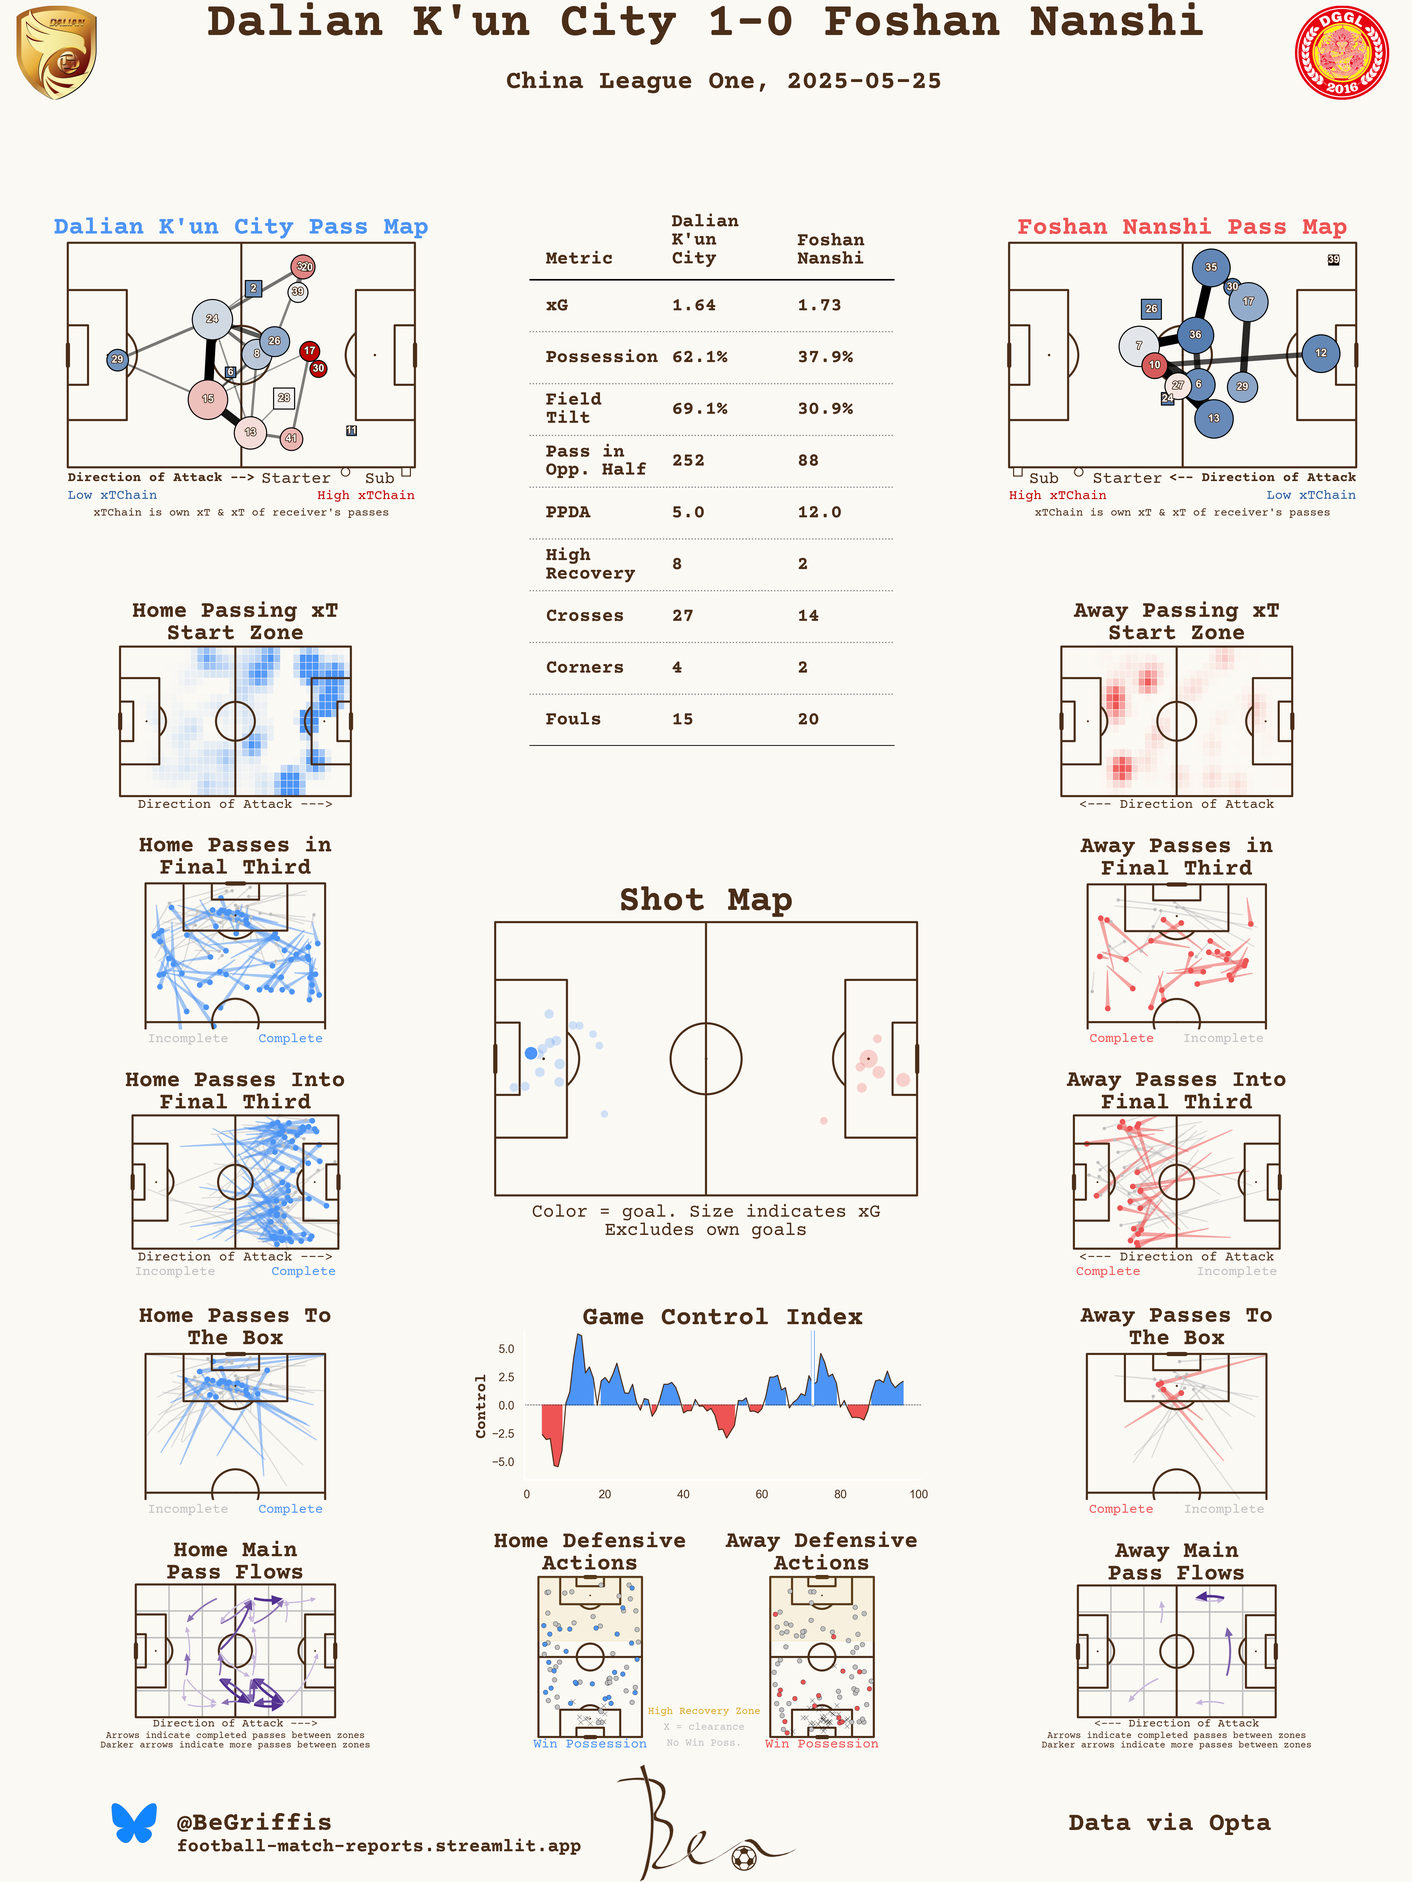 Dalian K'un City 1-0 Foshan Nanshi
China League One, 2025-05-25
DALIAN
DGGL
2016
Dalian K'un City Pass Map
29
24
15
13
41
2
320
39
26
8
6
17
30
28
11
Direction of Attack --> Starter Sub
Low xTChain High xTChain
xTChain is own xT & xT of receiver's passes
Metric Dalian K'un City Foshan Nanshi
xG 1.64 1.73
Possession 62.1% 37.9%
Field Tilt 69.1% 30.9%
Pass in Opp. Half 252 88
PPDA 5.0 12.0
High Recovery 8 2
Crosses 27 14
Corners 4 2
Fouls 15 20
Foshan Nanshi Pass Map
39
35
30
17
26
36
7
10
12
27
6
29
24
13
Sub Starter <-- Direction of Attack
High xTChain Low xTChain
xTChain is own xT & xT of receiver's passes
Home Passing xT
Start Zone
Direction of Attack --->
Away Passing xT
Start Zone
<--- Direction of Attack
Home Passes in
Final Third
Incomplete Complete
Away Passes in
Final Third
Complete Incomplete
Shot Map
Color = goal. Size indicates xG
Excludes own goals
Home Passes Into
Final Third
Direction of Attack --->
Incomplete Complete
Away Passes Into
Final Third
<--- Direction of Attack
Complete Incomplete
Home Passes To
The Box
Incomplete Complete
Game Control Index
Control
5.0
2.5
0.0
−2.5
−5.0
0 20 40 60 80 100
Away Passes To
The Box
Complete Incomplete
Home Main
Pass Flows
Direction of Attack --->
Arrows indicate completed passes between zones
Darker arrows indicate more passes between zones
Home Defensive
Actions
Win Possession
High Recovery Zone
X = clearance
No Win Poss.
Away Defensive
Actions
Win Possession
Away Main
Pass Flows
<--- Direction of Attack
Arrows indicate completed passes between zones
Darker arrows indicate more passes between zones
@BeGriffis
football-match-reports.streamlit.app
Ben
Data via Opta